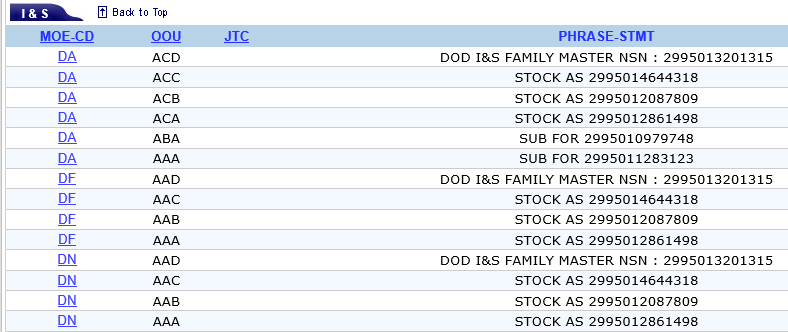 I & S Back to Top
MOE-CD OOU JTC PHRASE-STMT
DA ACD DOD I&S FAMILY MASTER NSN : 2995013201315
DA ACC STOCK AS 2995014644318
DA ACB STOCK AS 2995012087809
DA ACA STOCK AS 2995012861498
DA ABA SUB FOR 2995010979748
DA AAA SUB FOR 2995011283123
DF AAD DOD I&S FAMILY MASTER NSN : 2995013201315
DF AAC STOCK AS 2995014644318
DF AAB STOCK AS 2995012087809
DF AAA STOCK AS 2995012861498
DN AAD DOD I&S FAMILY MASTER NSN : 2995013201315
DN AAC STOCK AS 2995014644318
DN AAB STOCK AS 2995012087809
DN AAA STOCK AS 2995012861498